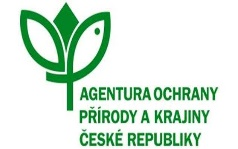 AGENTURA OCHRANY
PŘÍRODY A KRAJINY
ČESKÉ REPUBLIKY